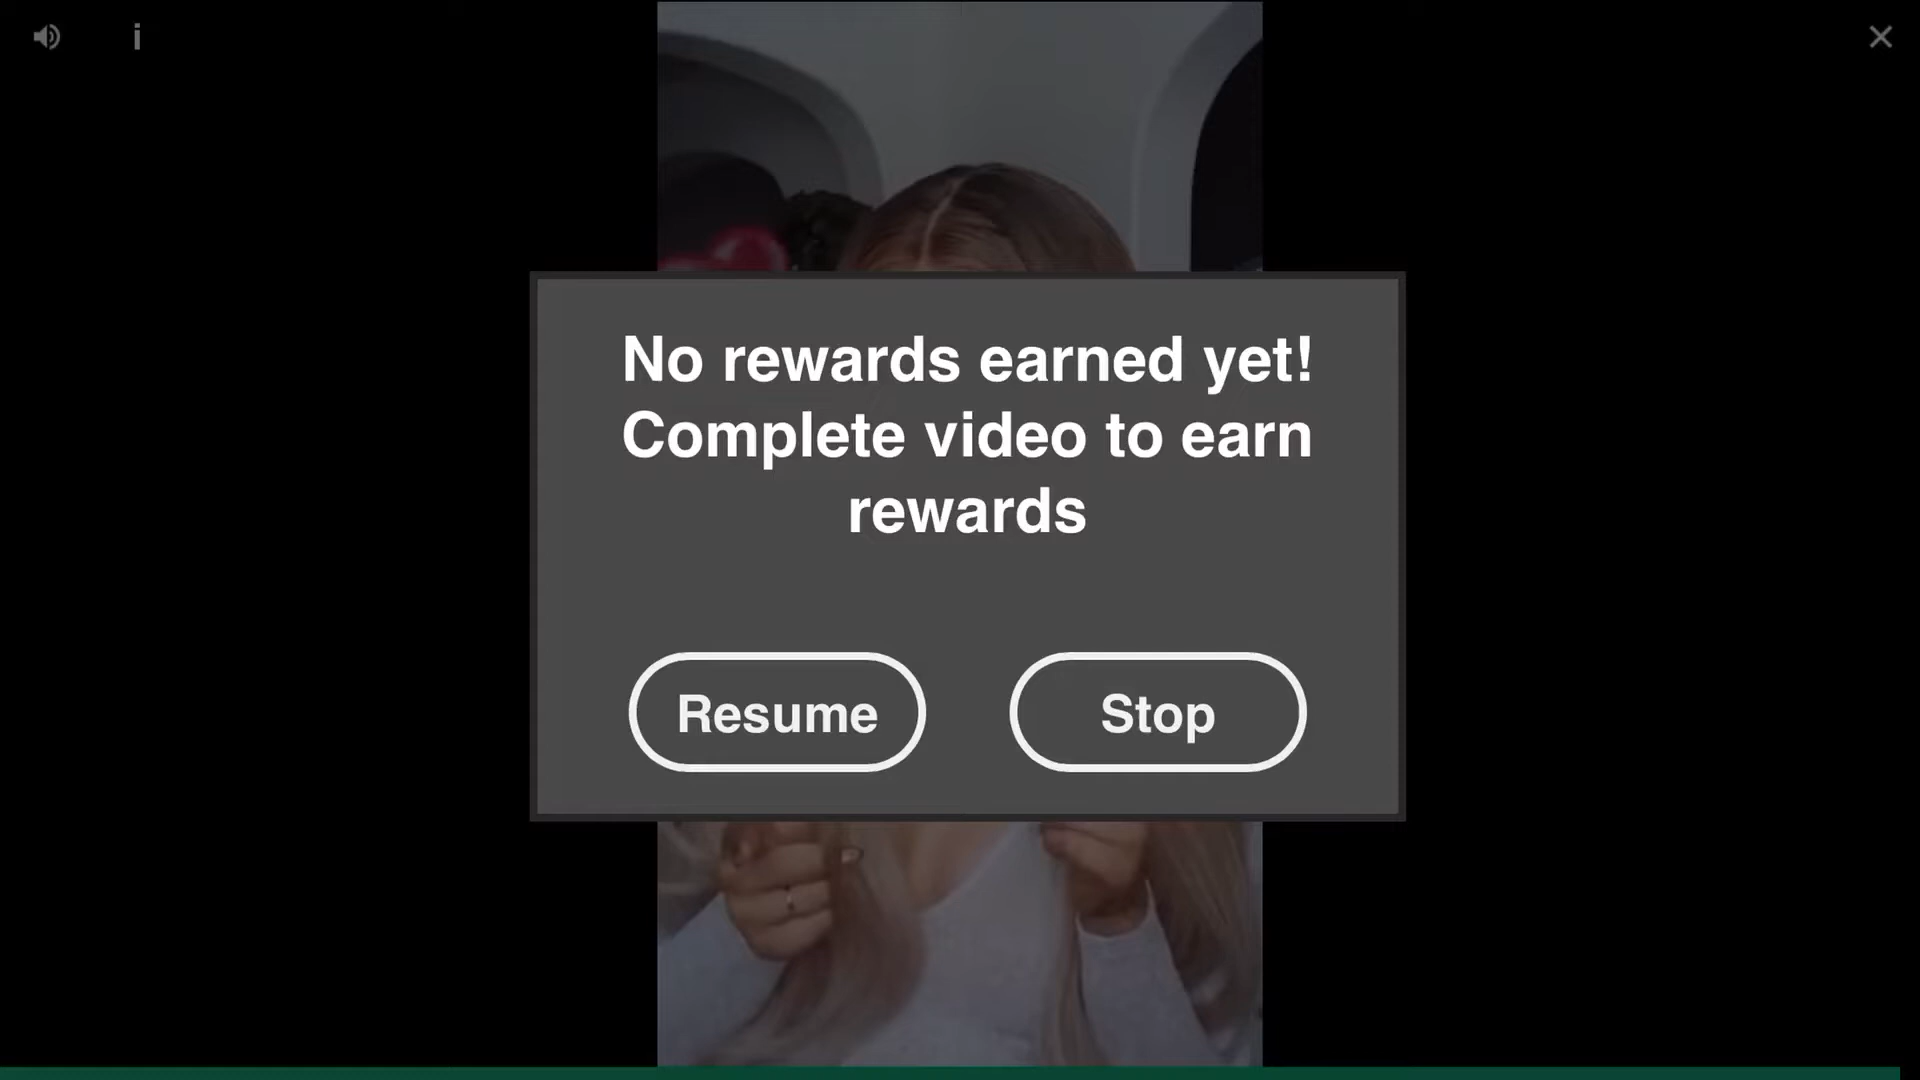 i
No rewards earned yet!
Complete video to earn
rewards
Resume
Stop